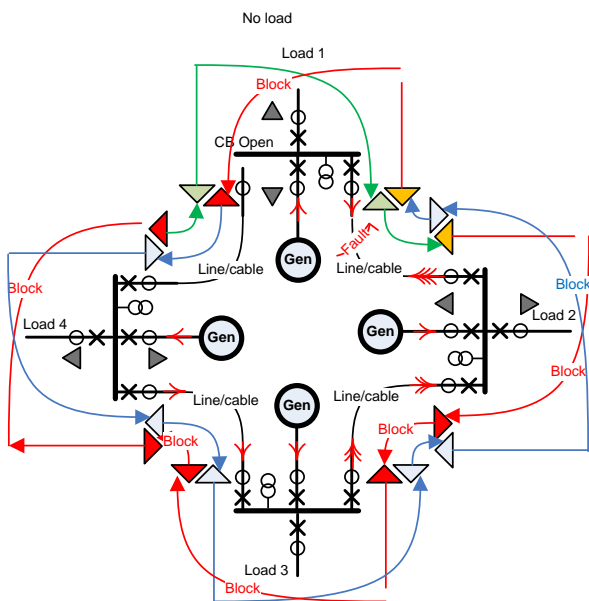 No load
Load 1
Block
CB Open
Fault
Gen
Line/cable
Line/cable
Block
Block
Load 4
Gen
Gen
Load 2
Block
Line/cable
Gen
Line/cable
Block
Block
Load 3
Block